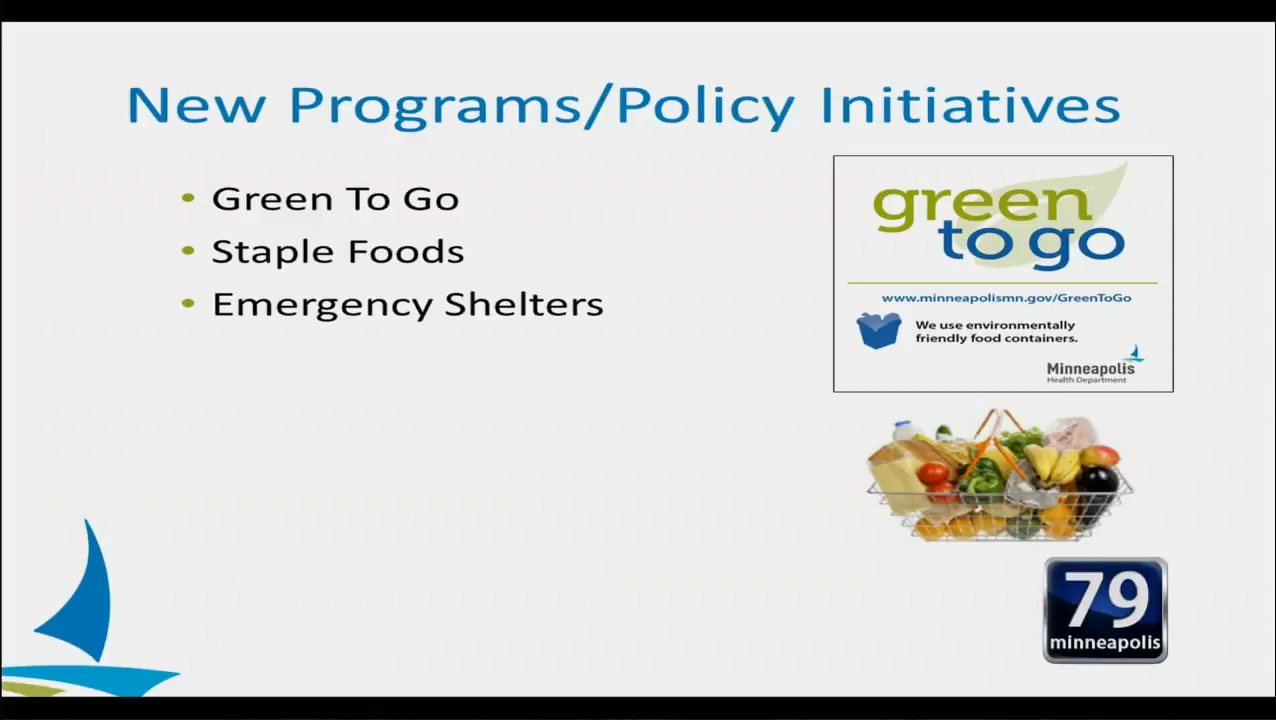 New Programs/Policy Initiatives
• Green To Go
• Staple Foods
• Emergency Shelters
green
to go
www.minneapolismn.gov/GreenToGo
We use environmentally
friendly food containers.
Minneapolis
Health Department
79
minneapolis